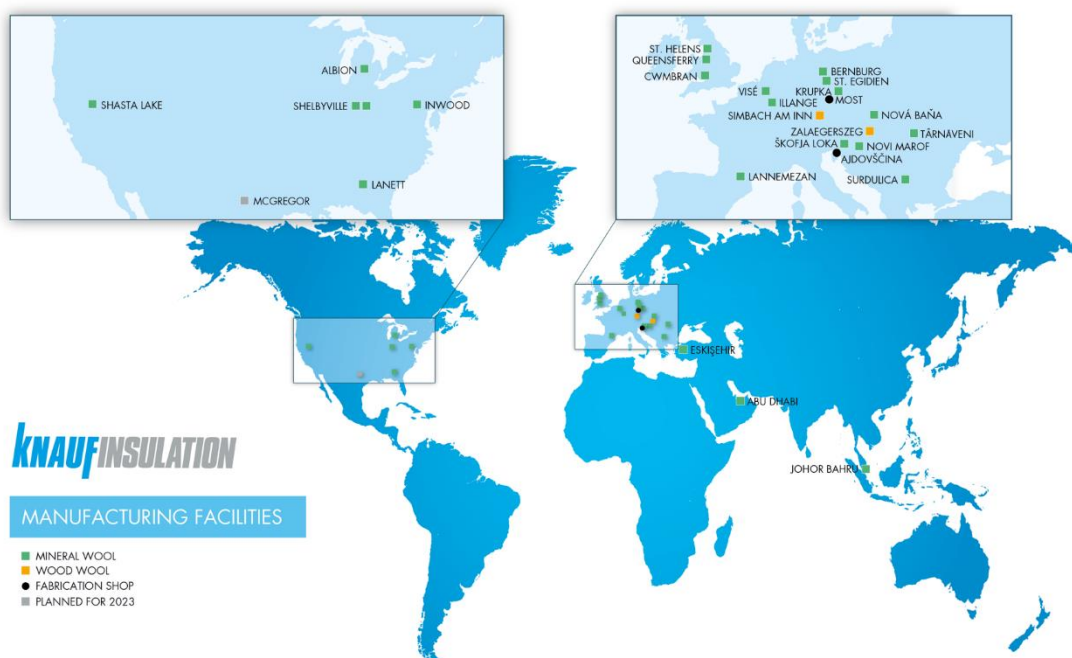 ALBION
SHASTA LAKE
SHELBYVILLE
INWOOD
LANETT
MCGREGOR
ST. HELENS
QUEENSFERRY
CWMBRAN
BERNBURG
ST. EGIDIEN
VISÉ
KRUPKA
MOST
ILLANGE
SIMBACH AM INN
NOVÁ BAŇA
ZALAEGERSZEG
TÂRNĂVENI
ŠKOFJA LOKA
NOVI MAROF
AJDOVŠČINA
LANNEMEZAN
SURDULICA
ESKIŞEHIR
ABU DHABI
JOHOR BAHRU
KNAUFINSULATION
MANUFACTURING FACILITIES
MINERAL WOOL
WOOD WOOL
FABRICATION SHOP
PLANNED FOR 2023